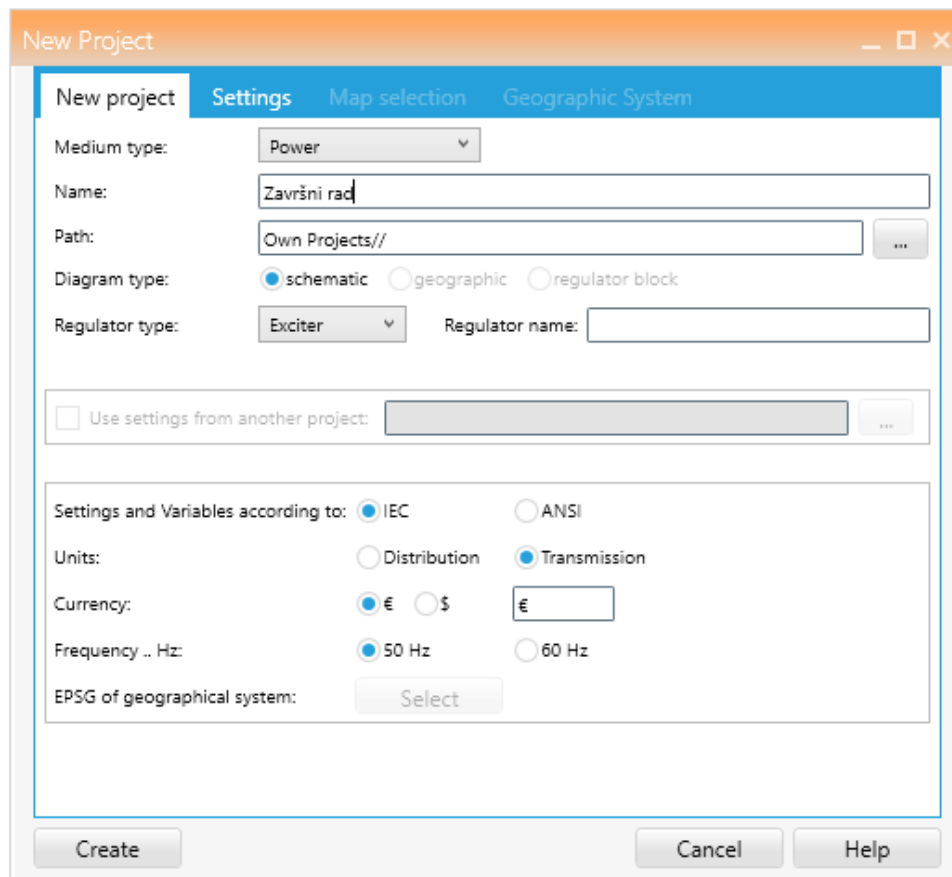 New Project
New project Settings Map selection Geographic System
Medium type: Power
Name: Završni rad
Path: Own Projects// ...
Diagram type: schematic geographic regulator block
Regulator type: Exciter Regulator name:
Use settings from another project: ...
Settings and Variables according to: IEC ANSI
Units: Distribution Transmission
Currency: € $ €
Frequency .. Hz: 50 Hz 60 Hz
EPSG of geographical system: Select
Create Cancel Help